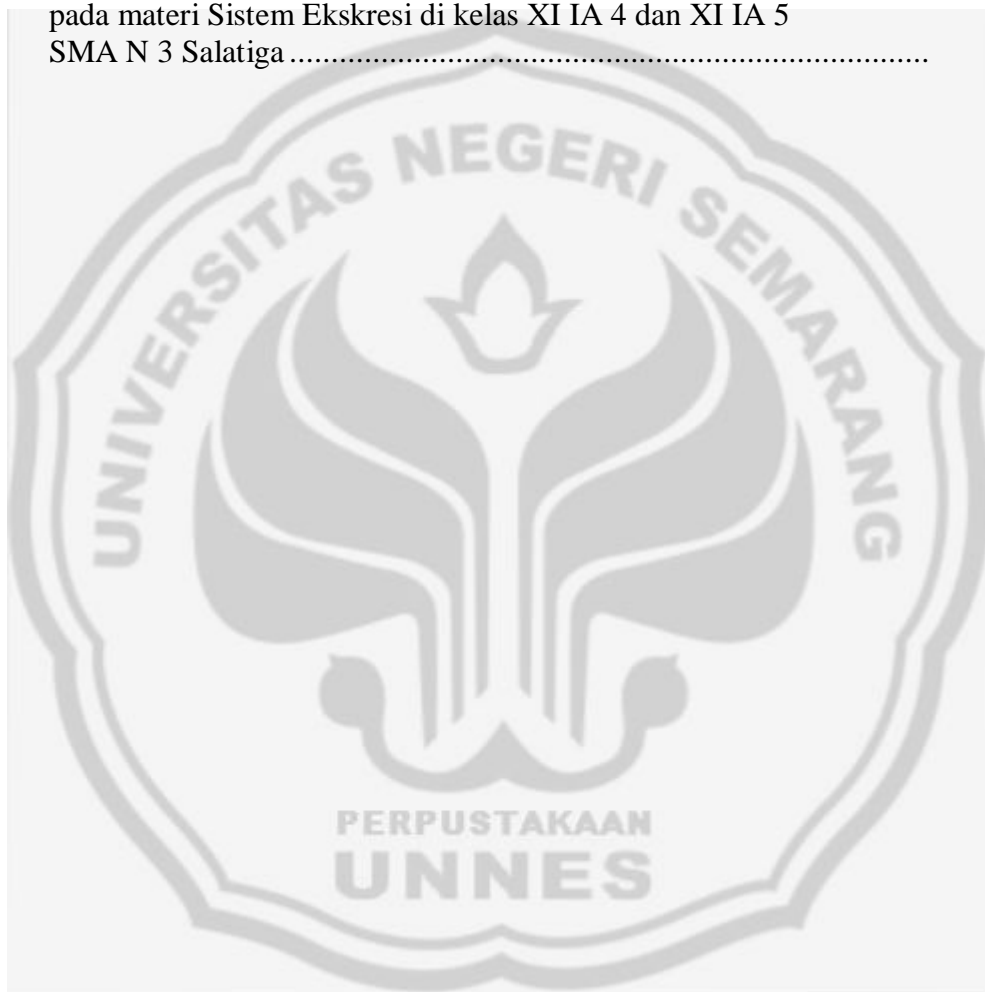 pada materi Sistem Ekskresi di kelas XI IA 4 dan XI IA 5
SMA N 3 Salatiga .......................................................................
UNIVERSITAS NEGERI SEMARANG
PERPUSTAKAAN
UNNES